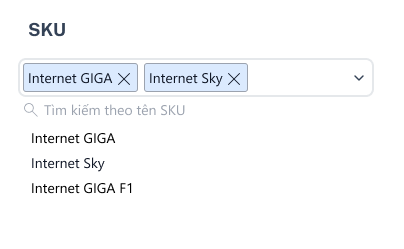 SKU
Internet GIGA Internet Sky
Tìm kiếm theo tên SKU
Internet GIGA
Internet Sky
Internet GIGA F1